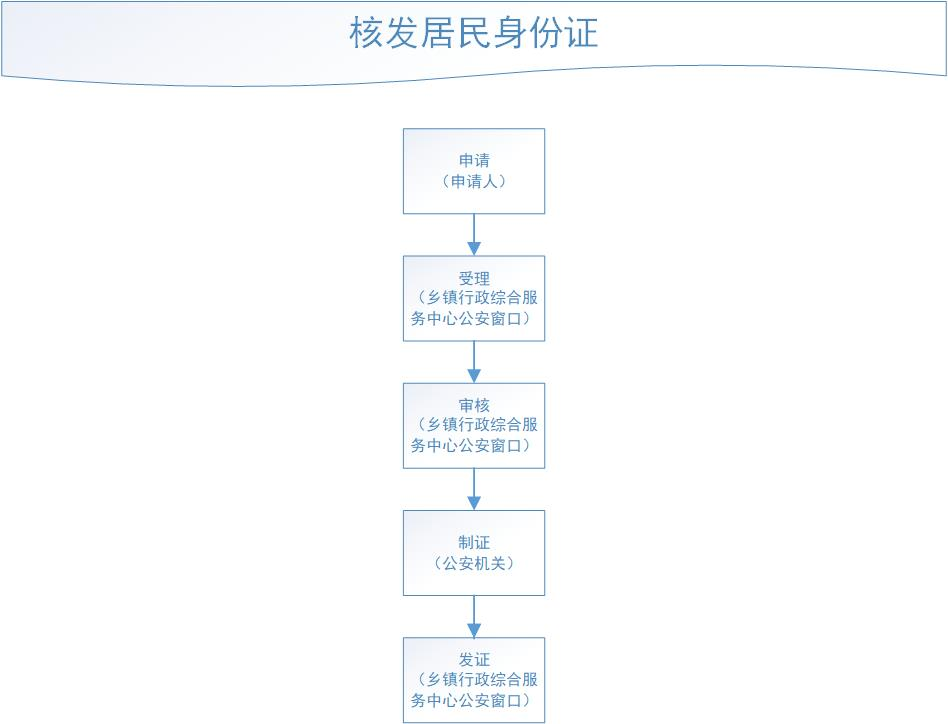 核发居民身份证
申请
（申请人）
受理
（乡镇行政综合服
务中心公安窗口）
审核
（乡镇行政综合服
务中心公安窗口）
制证
（公安机关）
发证
（乡镇行政综合服
务中心公安窗口）